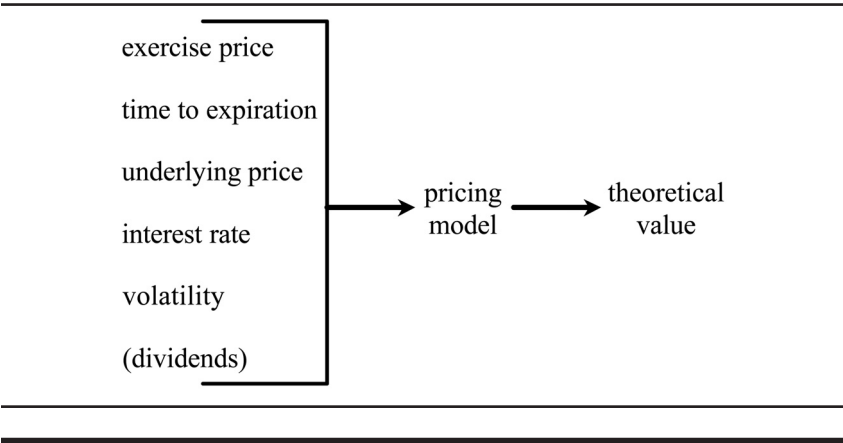 exercise price
time to expiration
underlying price
interest rate
volatility
(dividends)
pricing
model
theoretical
value